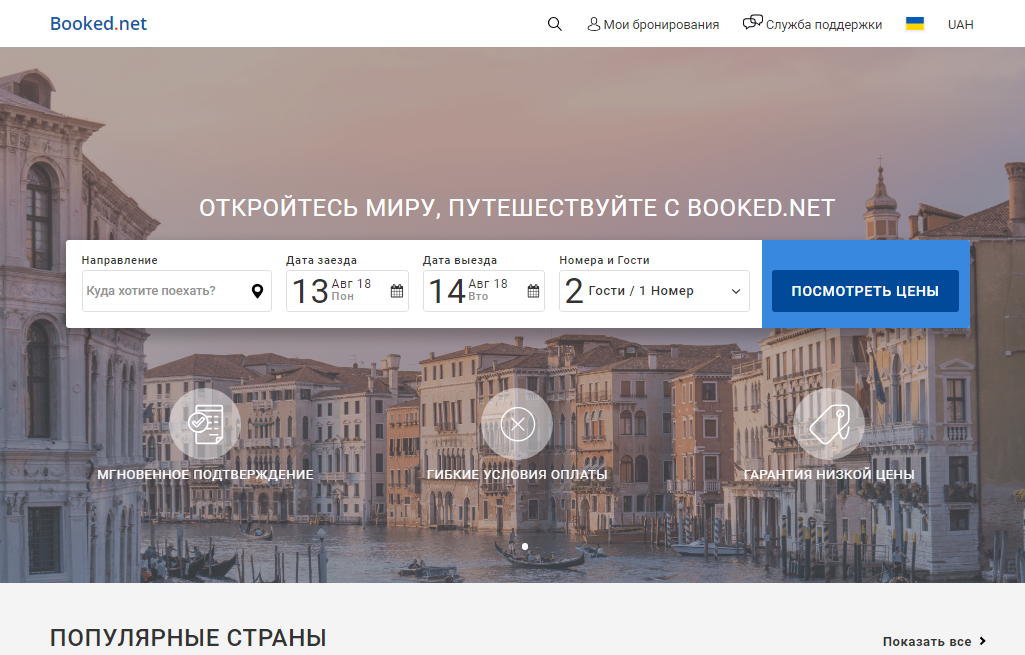 Booked.net
Мои бронирования
Служба поддержки
UAH
ОТКРОЙТЕСЬ МИРУ, ПУТЕШЕСТВУЙТЕ С BOOKED.NET
Направление
Дата заезда
Дата выезда
Номера и Гости
Куда хотите поехать?
13 Авг 18 Пон
14 Авг 18 Вто
2 Гости / 1 Номер
ПОСМОТРЕТЬ ЦЕНЫ
МГНОВЕННОЕ ПОДТВЕРЖДЕНИЕ
ГИБКИЕ УСЛОВИЯ ОПЛАТЫ
ГАРАНТИЯ НИЗКОЙ ЦЕНЫ
ПОПУЛЯРНЫЕ СТРАНЫ
Показать все